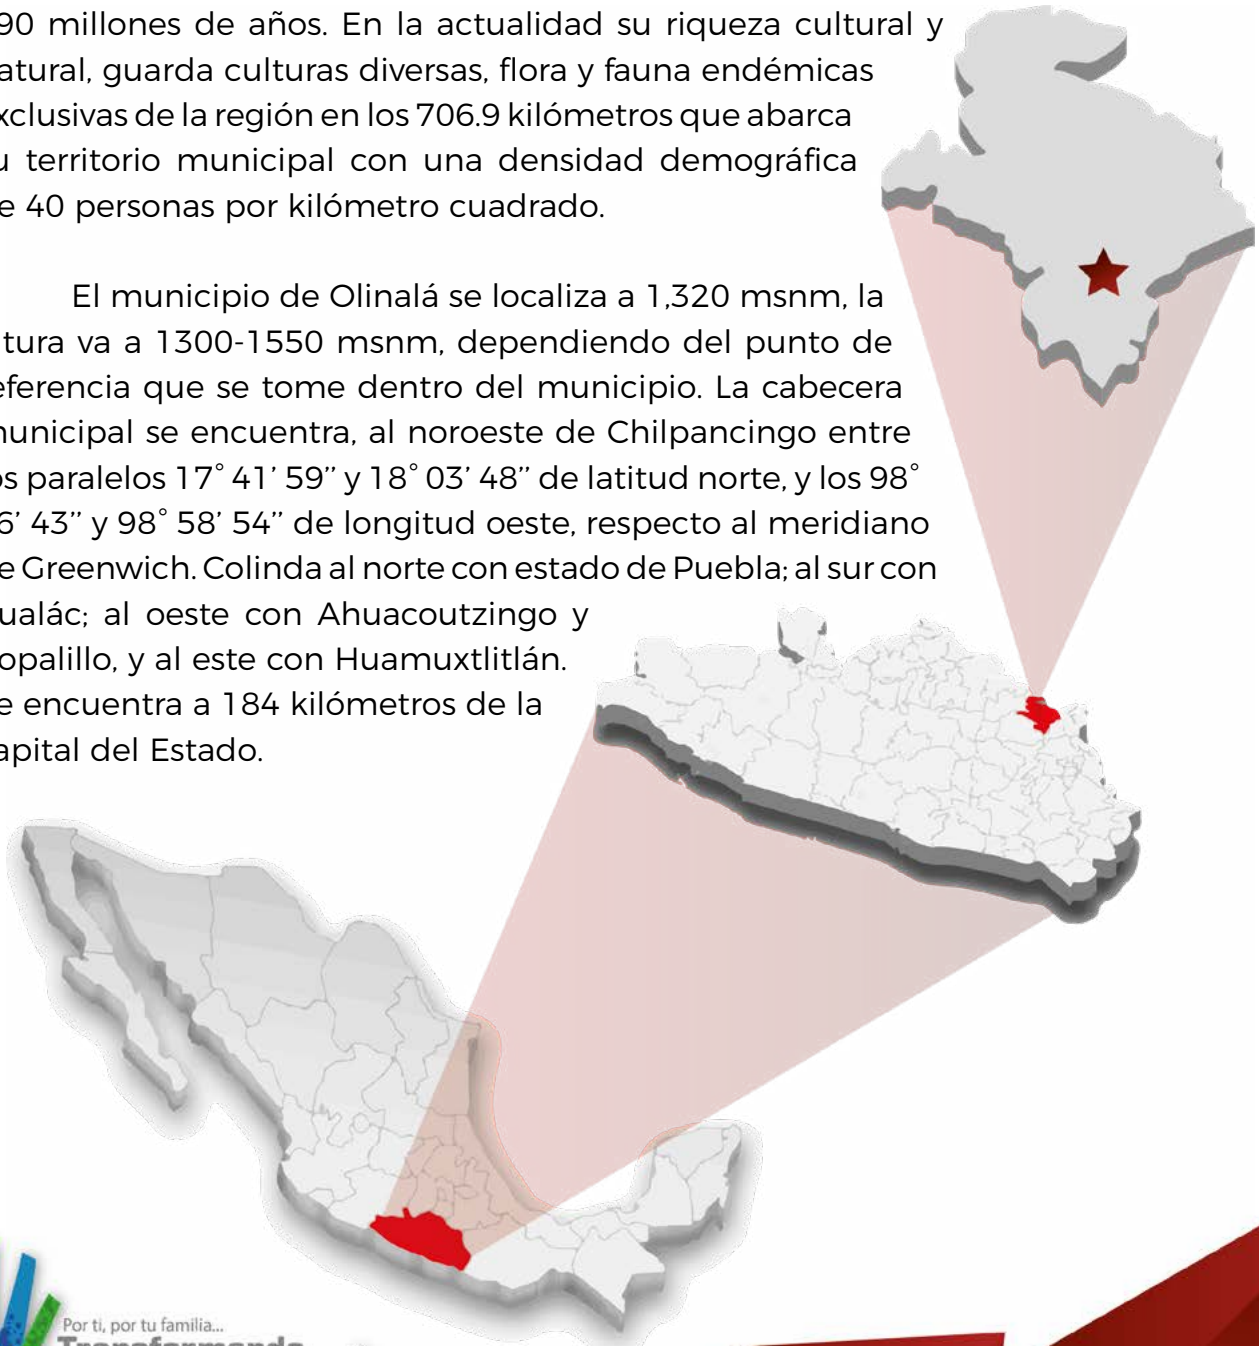 90 millones de años. En la actualidad su riqueza cultural y
atural, guarda culturas diversas, flora y fauna endémicas
xclusivas de la región en los 706.9 kilómetros que abarca
u territorio municipal con una densidad demográfica
e 40 personas por kilómetro cuadrado.
El municipio de Olinalá se localiza a 1,320 msnm, la
tura va a 1300-1550 msnm, dependiendo del punto de
eferencia que se tome dentro del municipio. La cabecera
unicipal se encuentra, al noroeste de Chilpancingo entre
os paralelos 17° 41’ 59’’ y 18° 03’ 48’’ de latitud norte, y los 98°
6’ 43’’ y 98° 58’ 54’’ de longitud oeste, respecto al meridiano
e Greenwich. Colinda al norte con estado de Puebla; al sur con
ualác; al oeste con Ahuacoutzingo y
opalillo, y al este con Huamuxtlitlán.
e encuentra a 184 kilómetros de la
apital del Estado.
Por ti, por tu familia...
Transformando